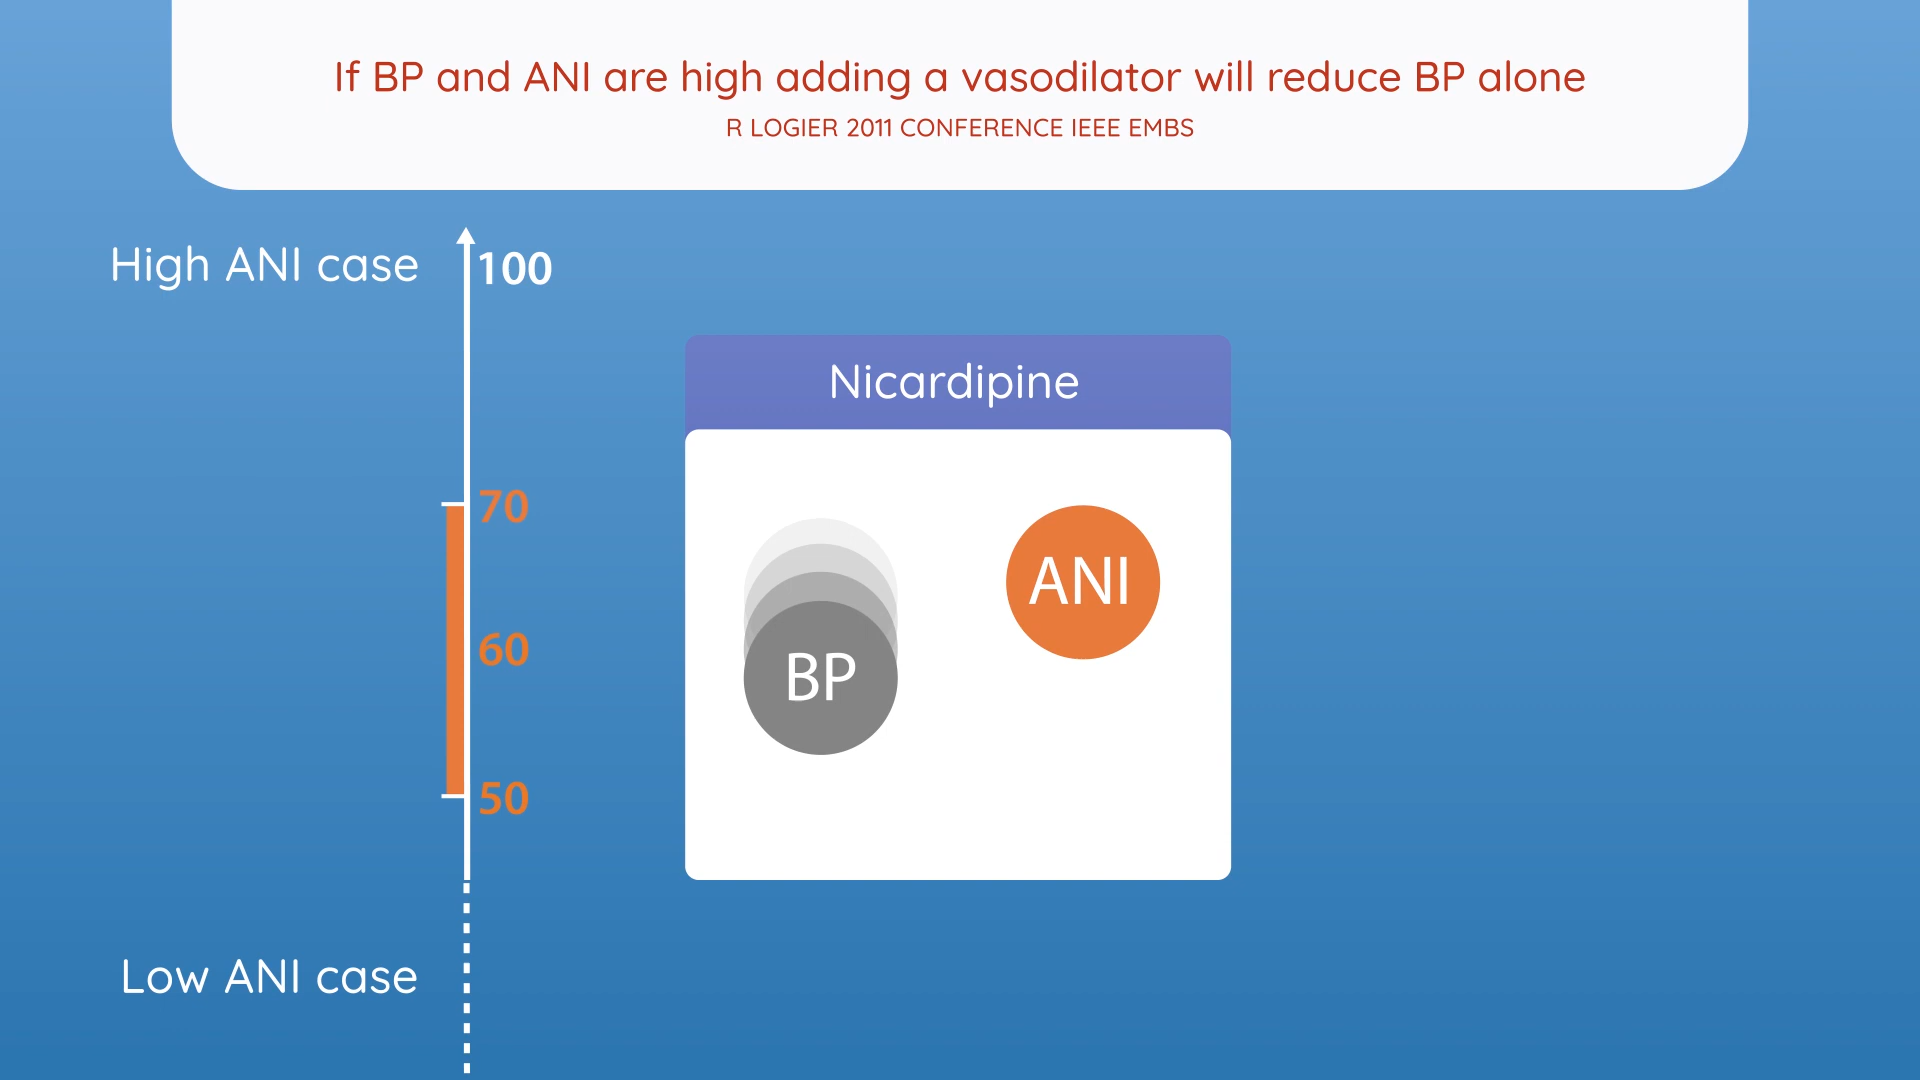 If BP and ANI are high adding a vasodilator will reduce BP alone
R LOGIER 2011 CONFERENCE IEEE EMBS
High ANI case
100
Nicardipine
70
ANI
60
BP
50
Low ANI case